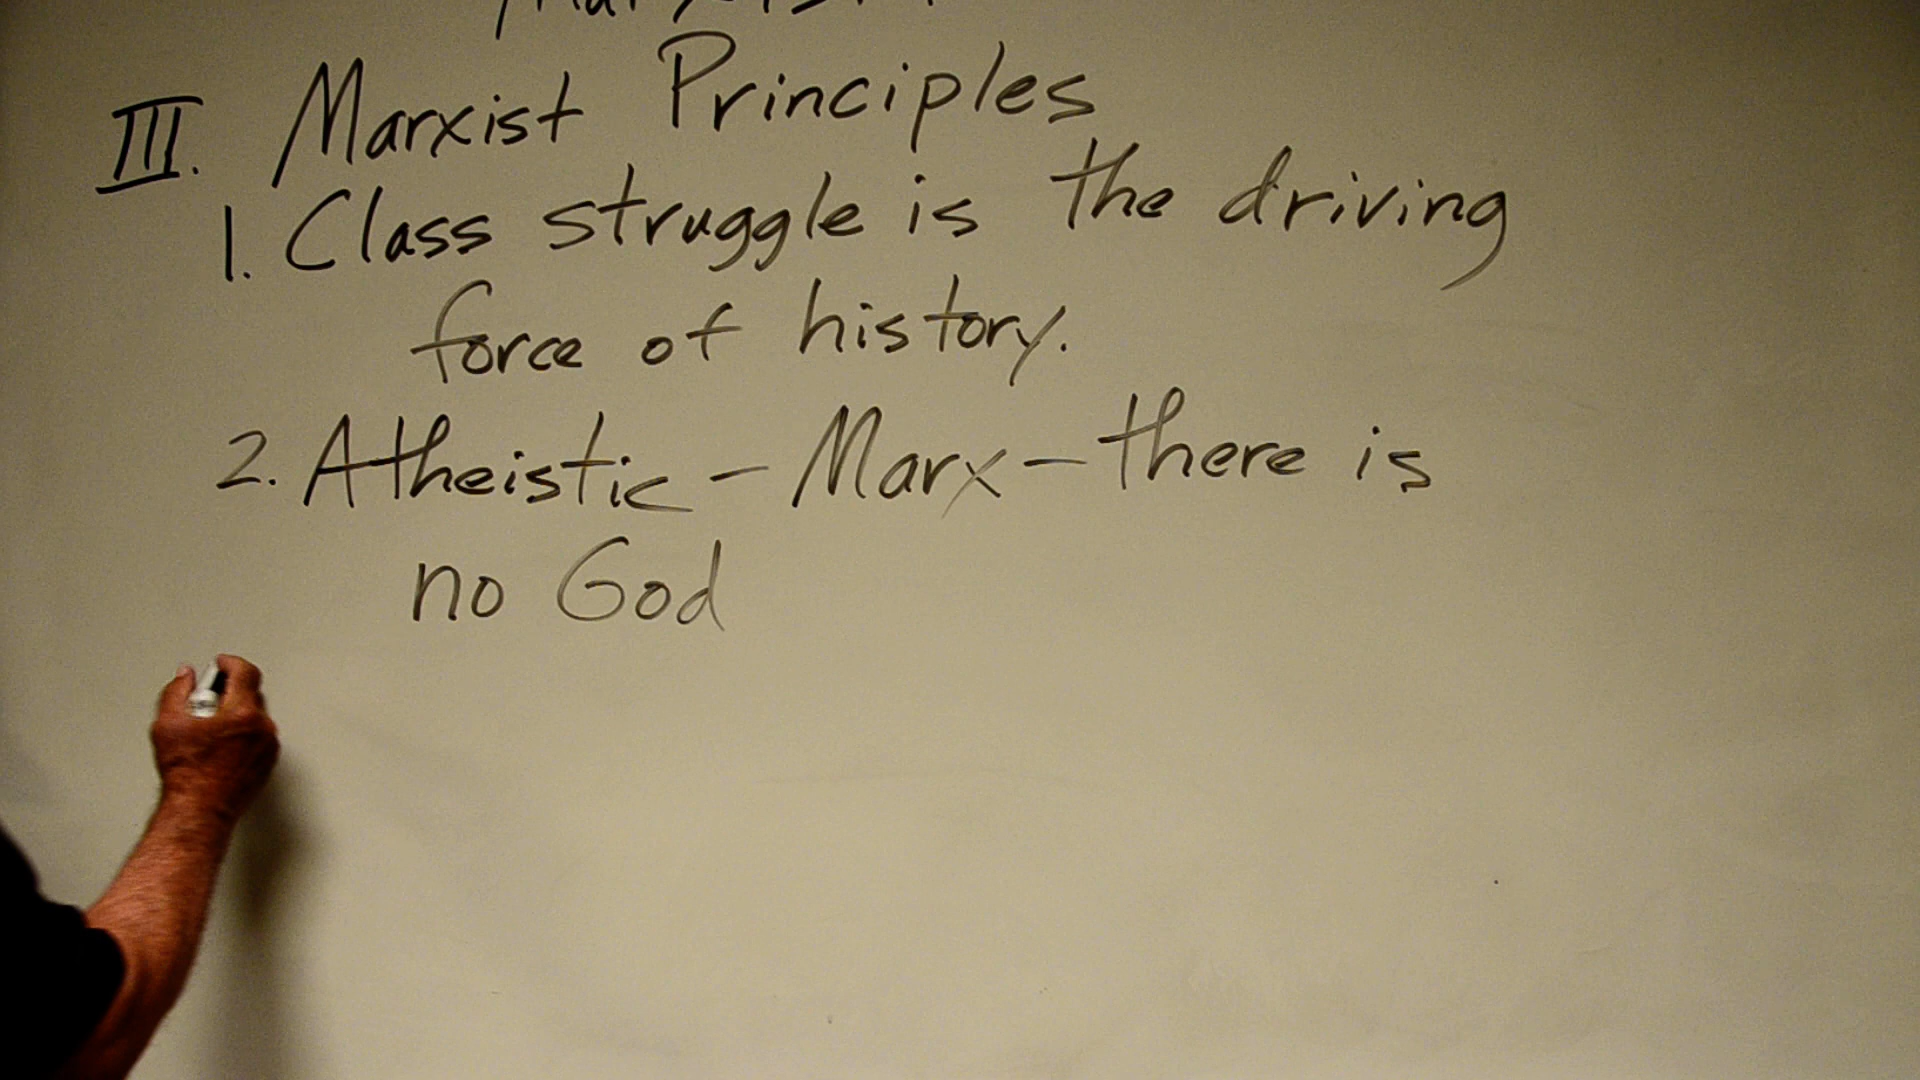 III. Marxist Principles
1. Class struggle is the driving
force of history.
2. Atheistic - Marx - there is
no God